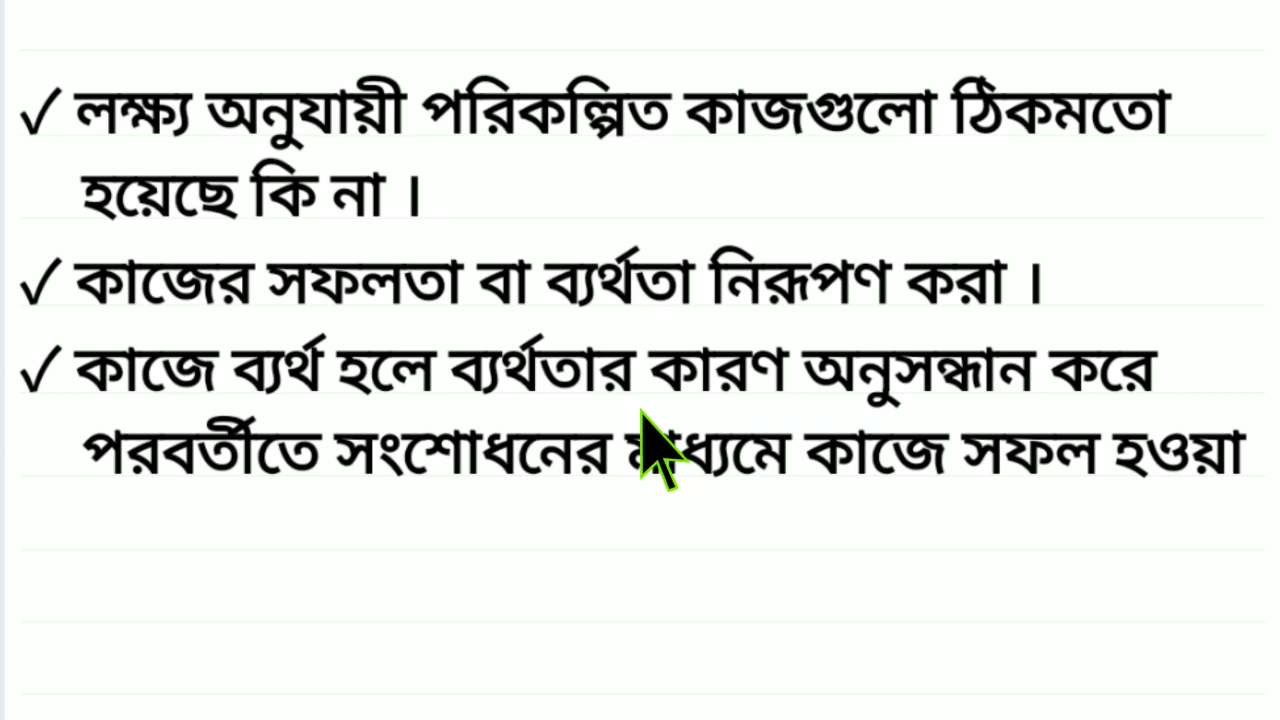 ✓ লক্ষ্য অনুযায়ী পরিকল্পিত কাজগুলো ঠিকমতো
হয়েছে কি না ।
✓ কাজের সফলতা বা ব্যর্থতা নিরূপণ করা ।
✓ কাজে ব্যর্থ হলে ব্যর্থতার কারণ অনুসন্ধান করে
পরবর্তীতে সংশোধনের মাধ্যমে কাজে সফল হওয়া